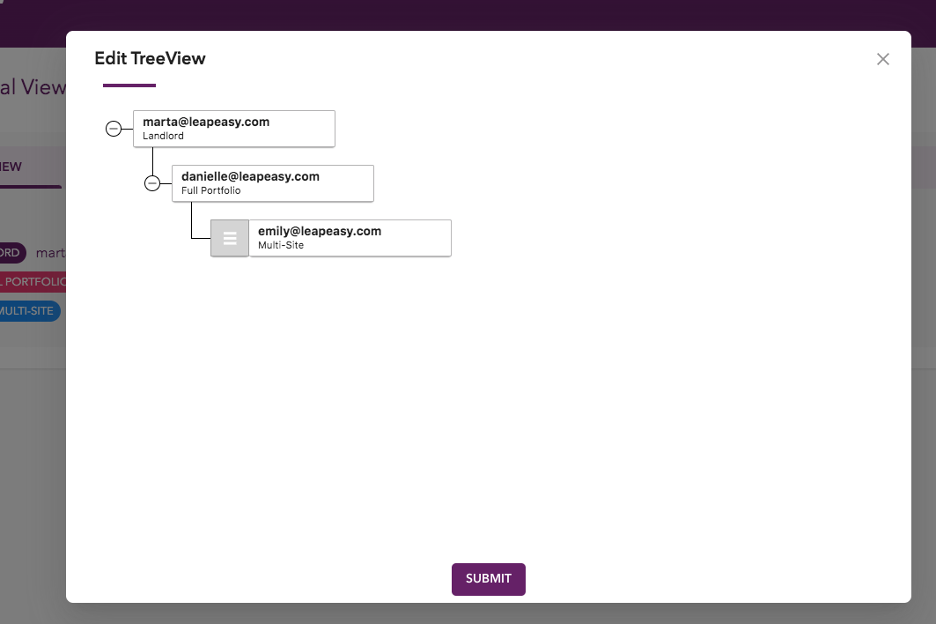 Edit TreeView
al View
marta@leapeasy.com
Landlord
danielle@leapeasy.com
Full Portfolio
emily@leapeasy.com
Multi-Site
EW
ORD mart
L PORTFOLIO
MULTI-SITE
SUBMIT